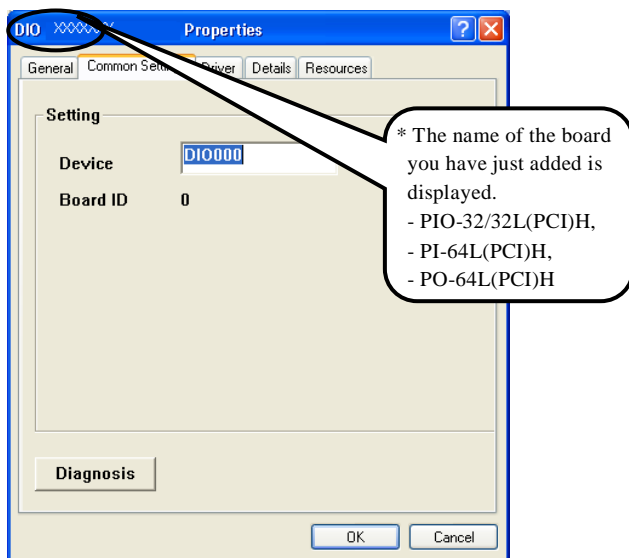 DIO XXXXXXX Properties
General Common Setti Driver Details Resources
Setting
Device DIO000
Board ID 0
* The name of the board
you have just added is
displayed.
- PIO-32/32L(PCI)H,
- PI-64L(PCI)H,
- PO-64L(PCI)H
Diagnosis
OK Cancel